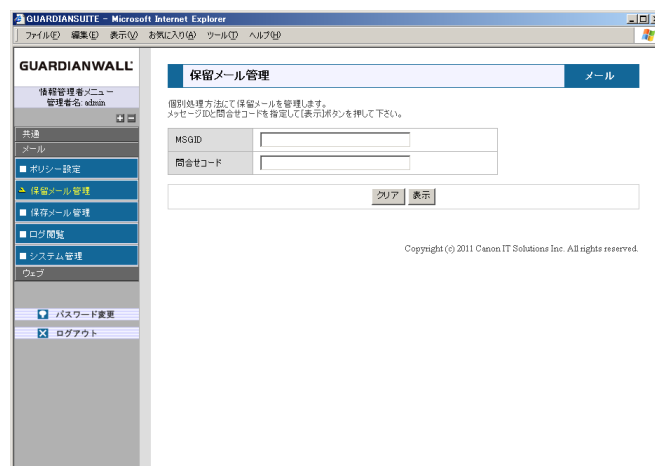 GUARDIANSUITE - Microsoft Internet Explorer
ファイル(F) 編集(E) 表示(V) お気に入り(A) ツール(T) ヘルプ(H)
GUARDIANWALL
情報管理者メニュー
管理者名: admin
共通
メール
ポリシー設定
保留メール管理
保存メール管理
ログ閲覧
システム管理
ウェブ
パスワード変更
ログアウト
保留メール管理 メール
個別処理方法にて保留メールを管理します。
メッセージIDと問合せコードを指定して[表示]ボタンを押して下さい。
MSGID
問合せコード
クリア 表示
Copyright (c) 2011 Canon IT Solutions Inc. All rights reserved.